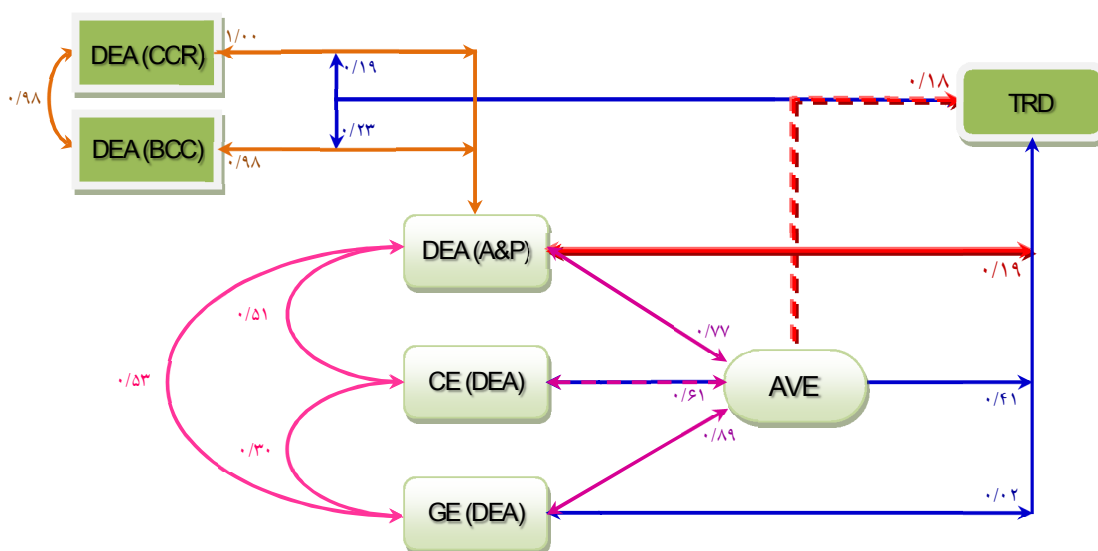 DEA (CCR)
۱/۰۰
۰/۱۹
۰/۱۸
TRD
۰/۹۸
DEA (BCC)
۰/۲۳
۰/۹۸
DEA (A&P)
۰/۱۹
۰/۵۱
۰/۷۷
۰/۵۳
CE (DEA)
۰/۶۱
AVE
۰/۴۱
۰/۳۰
۰/۸۹
GE (DEA)
۰/۰۲